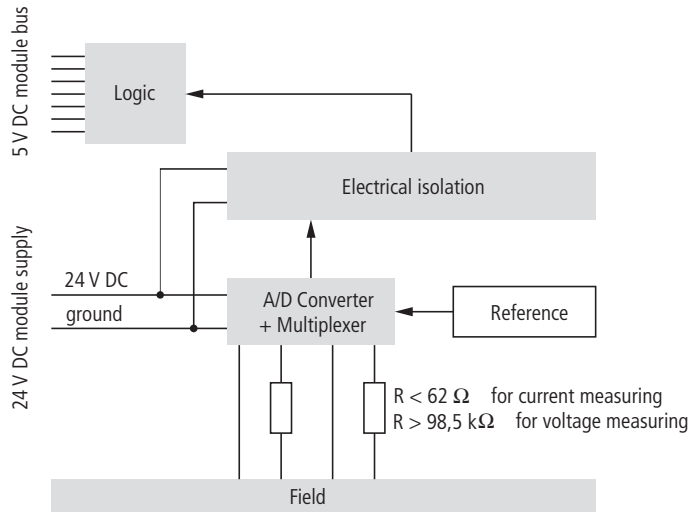 5 V DC module bus
Logic
Electrical isolation
24 V DC module supply
24 V DC
ground
A/D Converter
+ Multiplexer
Reference
R < 62 Ω for current measuring
R > 98,5 kΩ for voltage measuring
Field